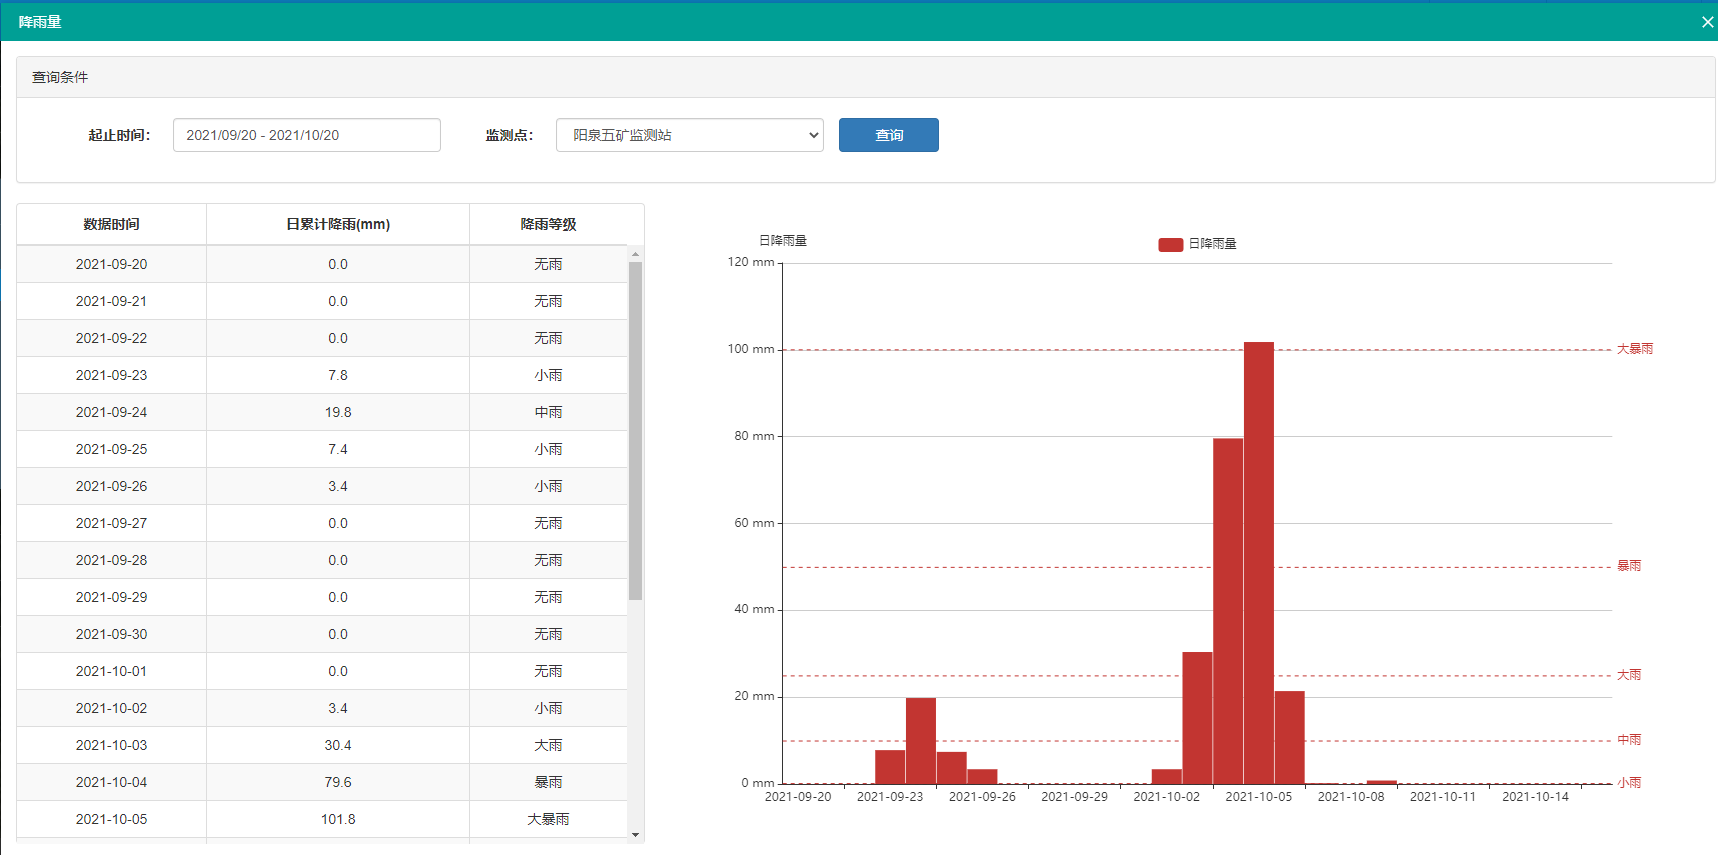 降雨量
查询条件
起止时间： 2021/09/20 - 2021/10/20 监测点： 阳泉五矿监测站 查询
数据时间 日累计降雨(mm) 降雨等级
2021-09-20 0.0 无雨
2021-09-21 0.0 无雨
2021-09-22 0.0 无雨
2021-09-23 7.8 小雨
2021-09-24 19.8 中雨
2021-09-25 7.4 小雨
2021-09-26 3.4 小雨
2021-09-27 0.0 无雨
2021-09-28 0.0 无雨
2021-09-29 0.0 无雨
2021-09-30 0.0 无雨
2021-10-01 0.0 无雨
2021-10-02 3.4 小雨
2021-10-03 30.4 大雨
2021-10-04 79.6 暴雨
2021-10-05 101.8 大暴雨
日降雨量
日降雨量
120 mm
100 mm
80 mm
60 mm
40 mm
20 mm
0 mm
大暴雨
暴雨
大雨
中雨
小雨
2021-09-20 2021-09-23 2021-09-26 2021-09-29 2021-10-02 2021-10-05 2021-10-08 2021-10-11 2021-10-14